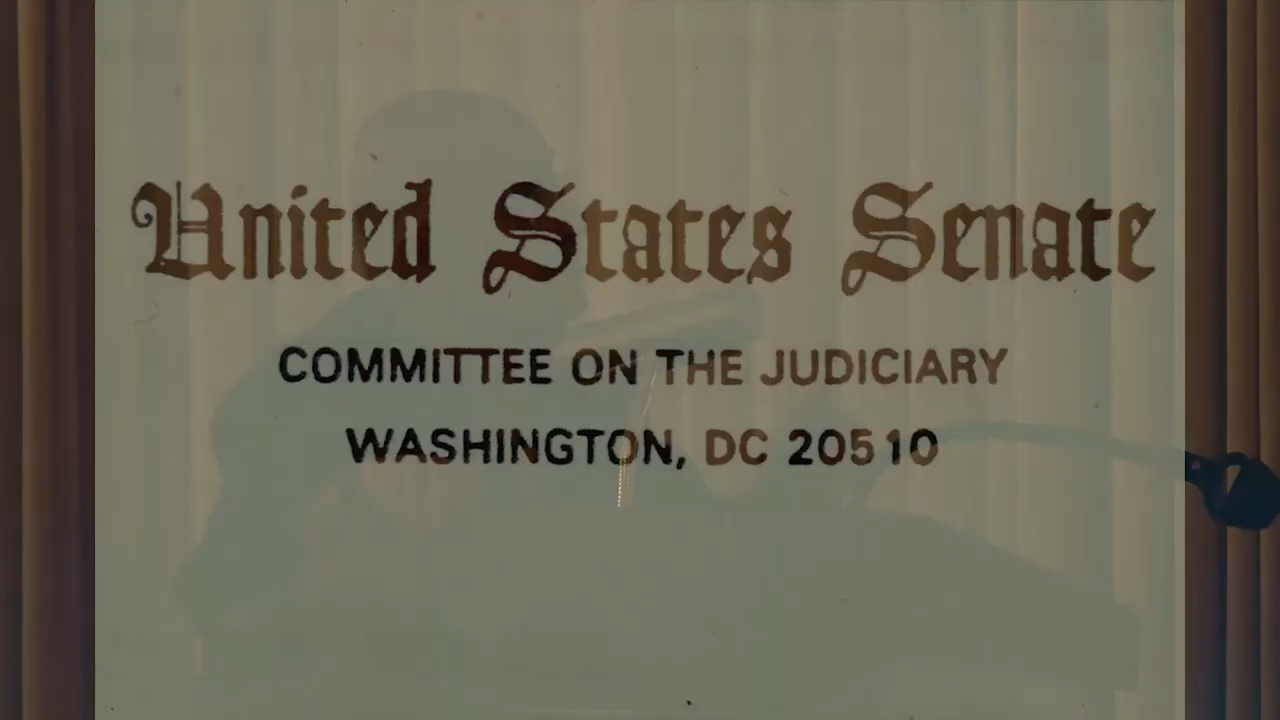 United States Senate
COMMITTEE ON THE JUDICIARY
WASHINGTON, DC 20510